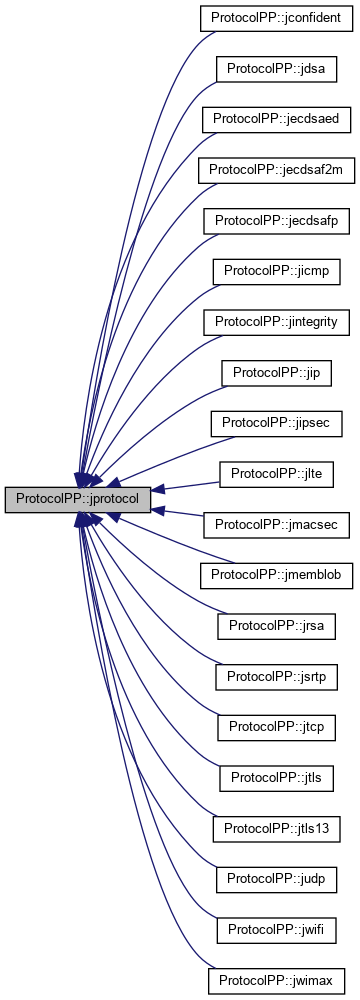 ProtocolPP::jconfident
ProtocolPP::jdsa
ProtocolPP::jecdsaed
ProtocolPP::jecdsaf2m
ProtocolPP::jecdsafp
ProtocolPP::jicmp
ProtocolPP::jintegrity
ProtocolPP::jip
ProtocolPP::jipsec
ProtocolPP::jlte
ProtocolPP::jprotocol
ProtocolPP::jmacsec
ProtocolPP::jmemblob
ProtocolPP::jrsa
ProtocolPP::jsrtp
ProtocolPP::jtcp
ProtocolPP::jtls
ProtocolPP::jtls13
ProtocolPP::judp
ProtocolPP::jwifi
ProtocolPP::jwimax